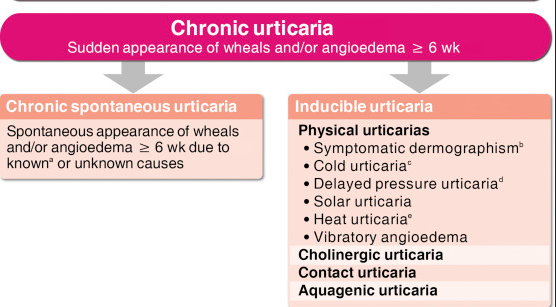 Chronic urticaria
Sudden appearance of wheals and/or angioedema ≥ 6 wk
Chronic spontaneous urticaria
Spontaneous appearance of wheals
and/or angioedema ≥ 6 wk due to
knownᵃ or unknown causes
Inducible urticaria
Physical urticarias
• Symptomatic dermographismᵇ
• Cold urticariaᶜ
• Delayed pressure urticariaᵈ
• Solar urticaria
• Heat urticariaᵉ
• Vibratory angioedema
Cholinergic urticaria
Contact urticaria
Aquagenic urticaria